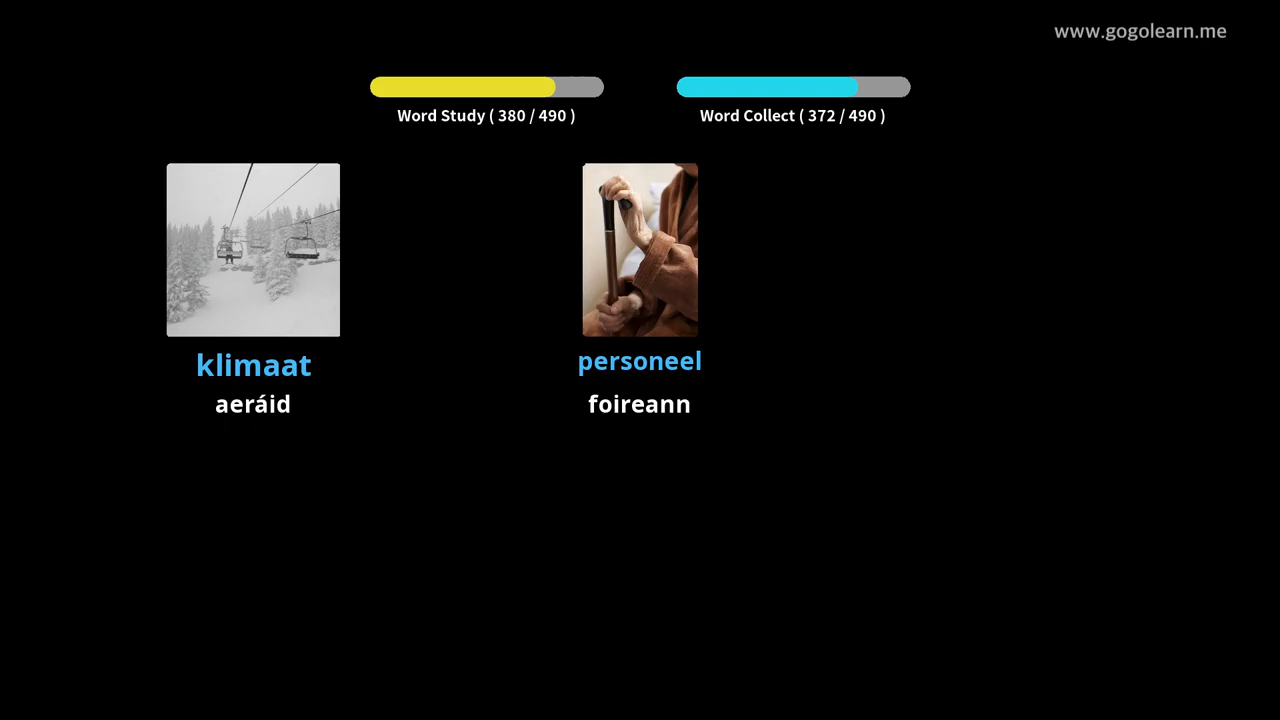 www.gogolearn.me
Word Study ( 380 / 490 )
Word Collect ( 372 / 490 )
klimaat
aeráid
personeel
foireann